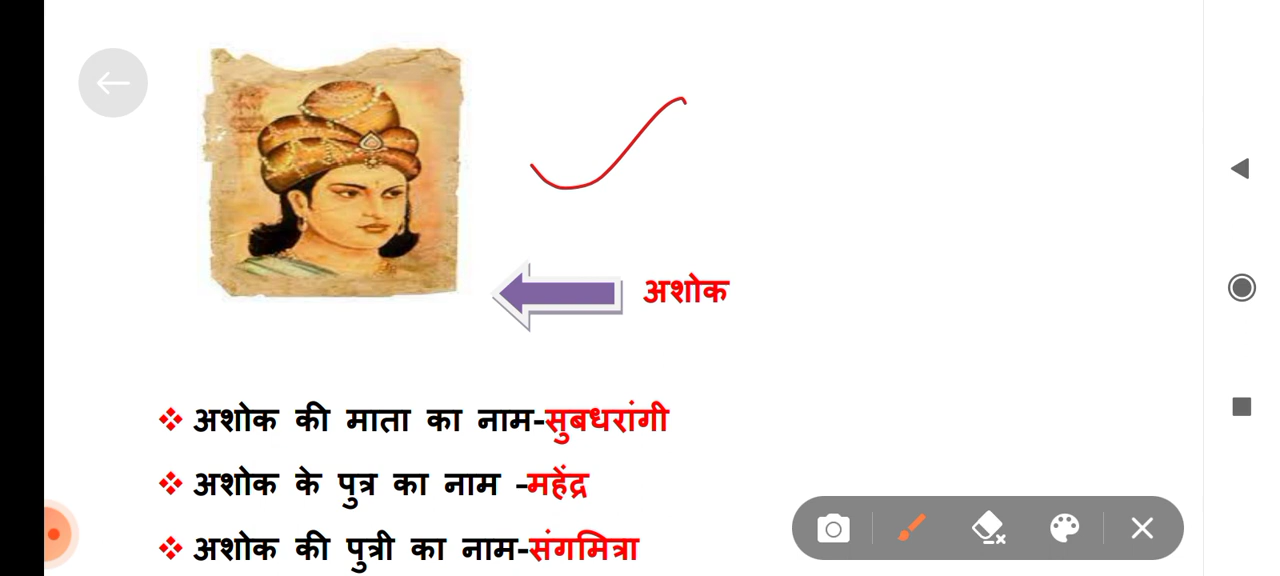 अशोक
❖ अशोक की माता का नाम-सुबधरांगी
❖ अशोक के पुत्र का नाम -महेंद्र
❖ अशोक की पुत्री का नाम-संगमित्रा